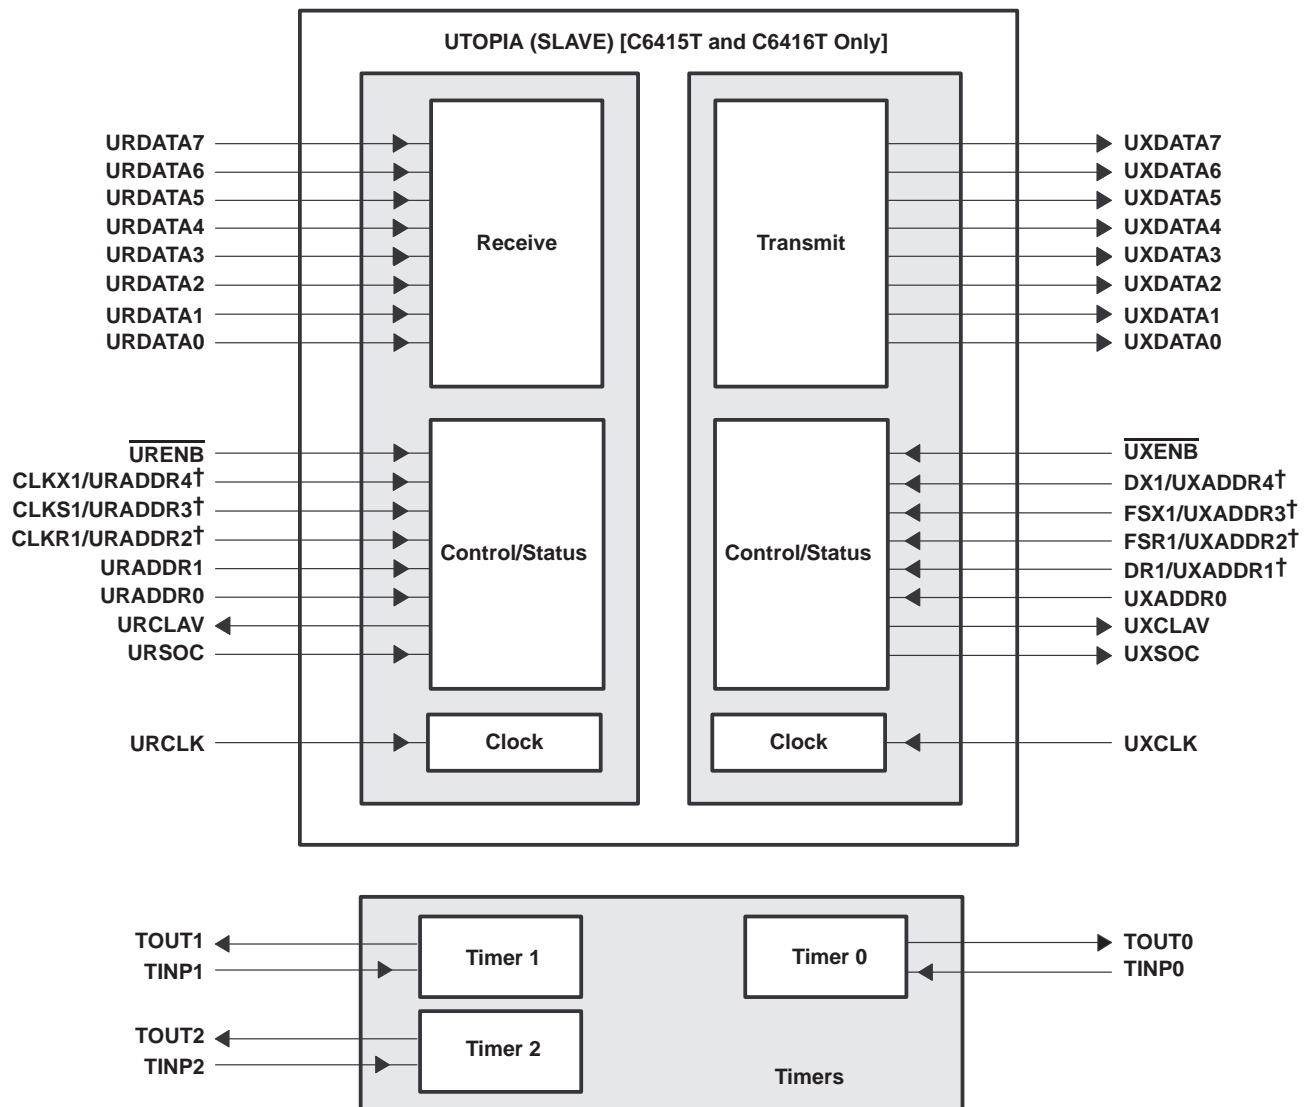 UTOPIA (SLAVE) [C6415T and C6416T Only]
URDATA7
URDATA6
URDATA5
URDATA4
URDATA3
URDATA2
URDATA1
URDATA0
Receive
Transmit
UXDATA7
UXDATA6
UXDATA5
UXDATA4
UXDATA3
UXDATA2
UXDATA1
UXDATA0
URENB
CLKX1/URADDR4†
CLKS1/URADDR3†
CLKR1/URADDR2†
URADDR1
URADDR0
URCLAV
URSOC
Control/Status
Control/Status
UXENB
DX1/UXADDR4†
FSX1/UXADDR3†
FSR1/UXADDR2†
DR1/UXADDR1†
UXADDR0
UXCLAV
UXSOC
URCLK
Clock
Clock
UXCLK
TOUT1
TINP1
Timer 1
Timer 0
TOUT0
TINP0
TOUT2
TINP2
Timer 2
Timers